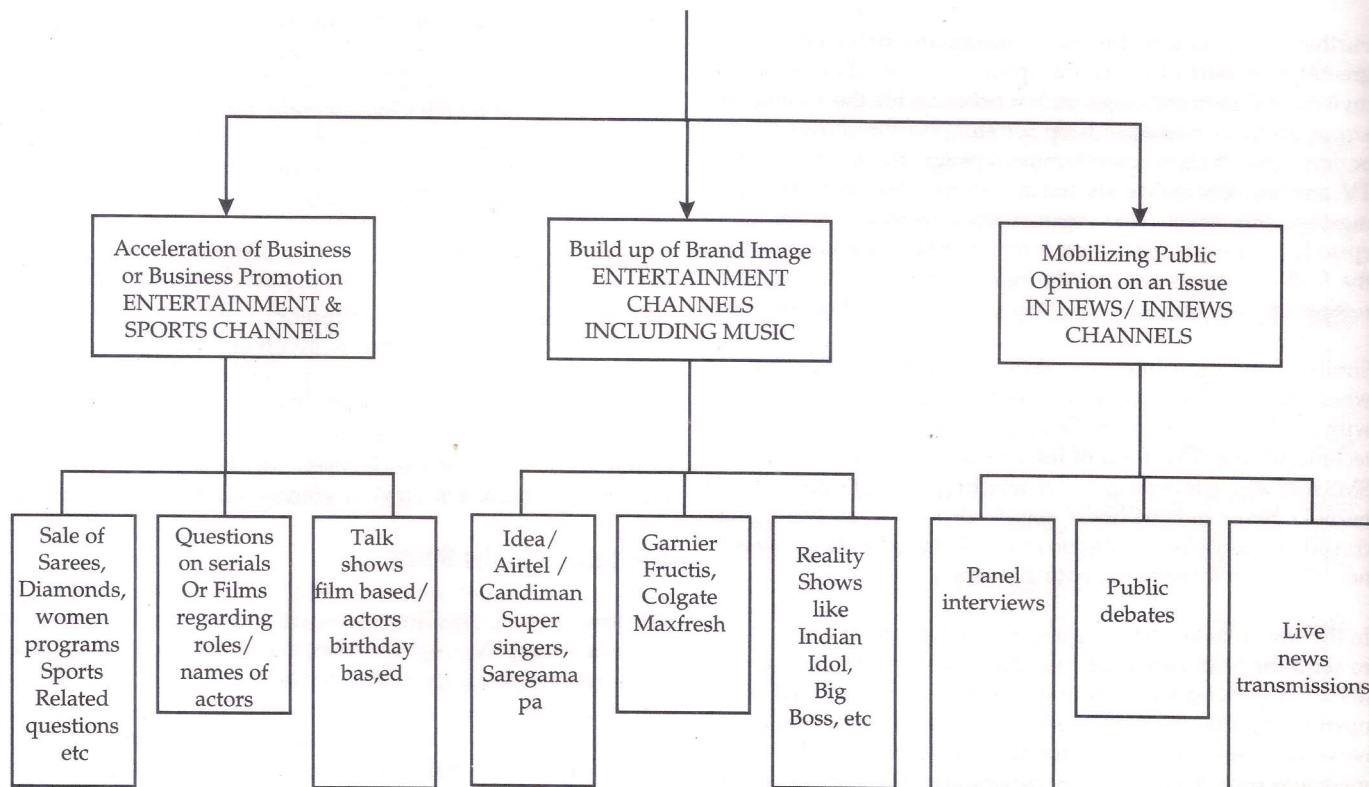 Acceleration of Business
or Business Promotion
ENTERTAINMENT &
SPORTS CHANNELS
Build up of Brand Image
ENTERTAINMENT
CHANNELS
INCLUDING MUSIC
Mobilizing Public
Opinion on an Issue
IN NEWS/ INNEWS
CHANNELS
Sale of
Sarees,
Diamonds,
women
programs
Sports
Related
questions
etc
Questions
on serials
Or Films
regarding
roles/
names of
actors
Talk
shows
film based/
actors
birthday
bas,ed
Idea/
Airtel /
Candiman
Super
singers,
Saregama
pa
Garnier
Fructis,
Colgate
Maxfresh
Reality
Shows
like
Indian
Idol,
Big
Boss, etc
Panel
interviews
Public
debates
Live
news
transmissions